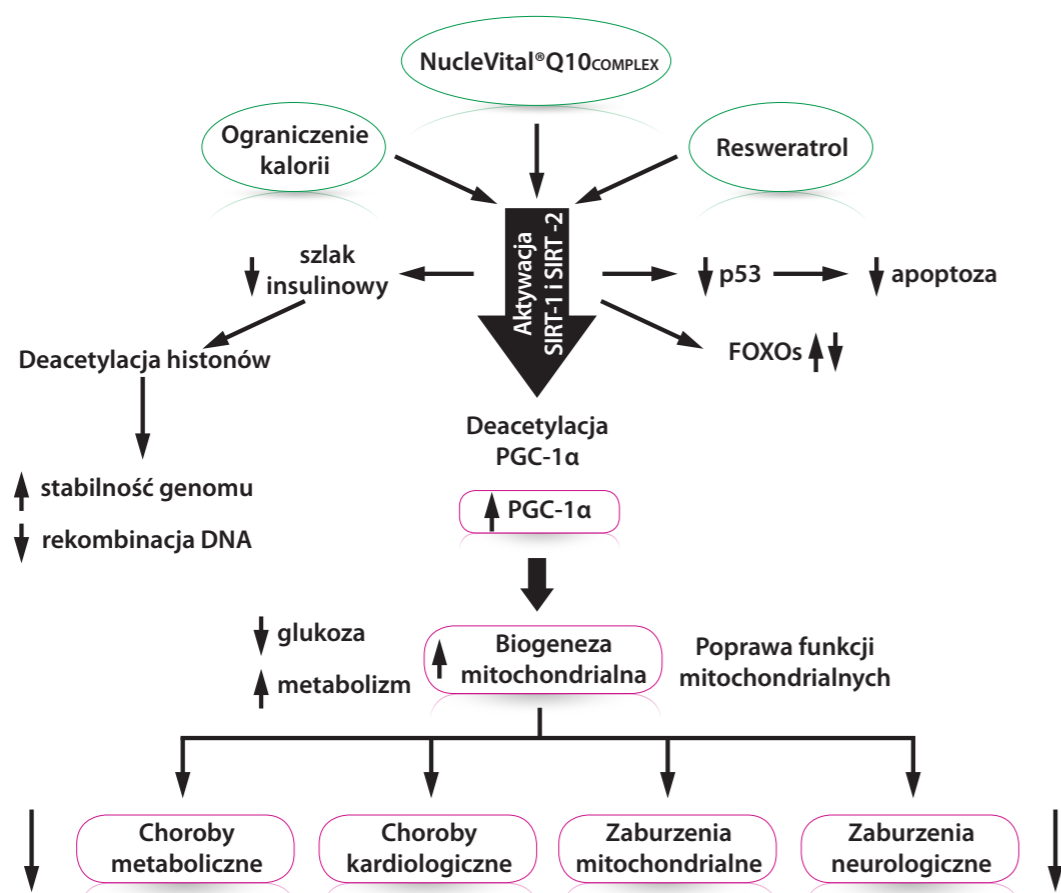 NucleVital®Q10COMPLEX
Ograniczenie
kalorii
Resweratrol
Aktywacja
SIRT-1 i SIRT -2
szlak
insulinowy
p53
apoptoza
FOXOs
Deacetylacja histonów
Deacetylacja
PGC-1α
stabilność genomu
PGC-1α
rekombinacja DNA
glukoza
metabolizm
Biogeneza
mitochondrialna
Poprawa funkcji
mitochondrialnych
Choroby
metaboliczne
Choroby
kardiologiczne
Zaburzenia
mitochondrialne
Zaburzenia
neurologiczne